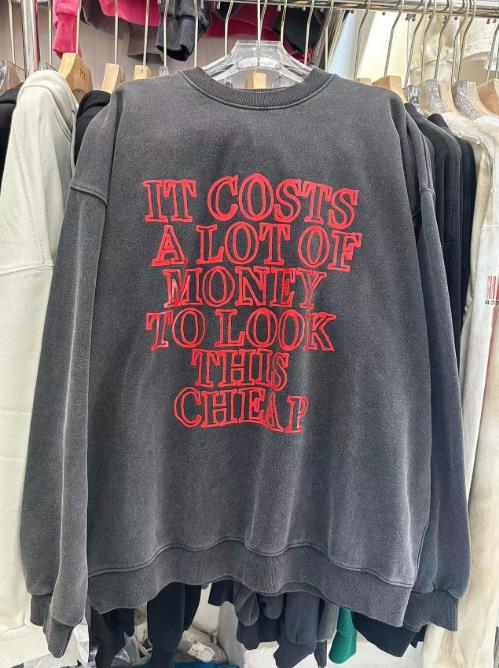 IT COSTS
A LOT OF
MONEY
TO LOOK
THIS
CHEAP